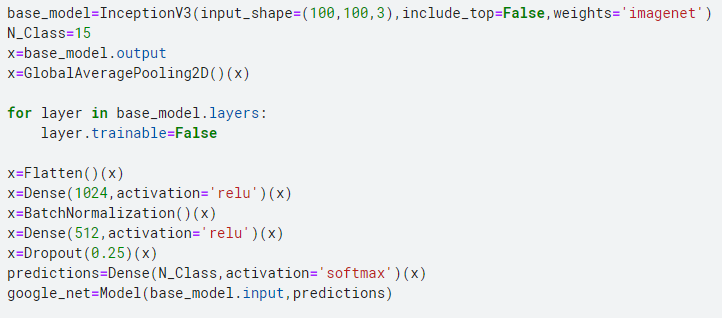 base_model=InceptionV3(input_shape=(100,100,3),include_top=False,weights='imagenet')
N_Class=15
x=base_model.output
x=GlobalAveragePooling2D()(x)

for layer in base_model.layers:
    layer.trainable=False

x=Flatten()(x)
x=Dense(1024,activation='relu')(x)
x=BatchNormalization()(x)
x=Dense(512,activation='relu')(x)
x=Dropout(0.25)(x)
predictions=Dense(N_Class,activation='softmax')(x)
google_net=Model(base_model.input,predictions)